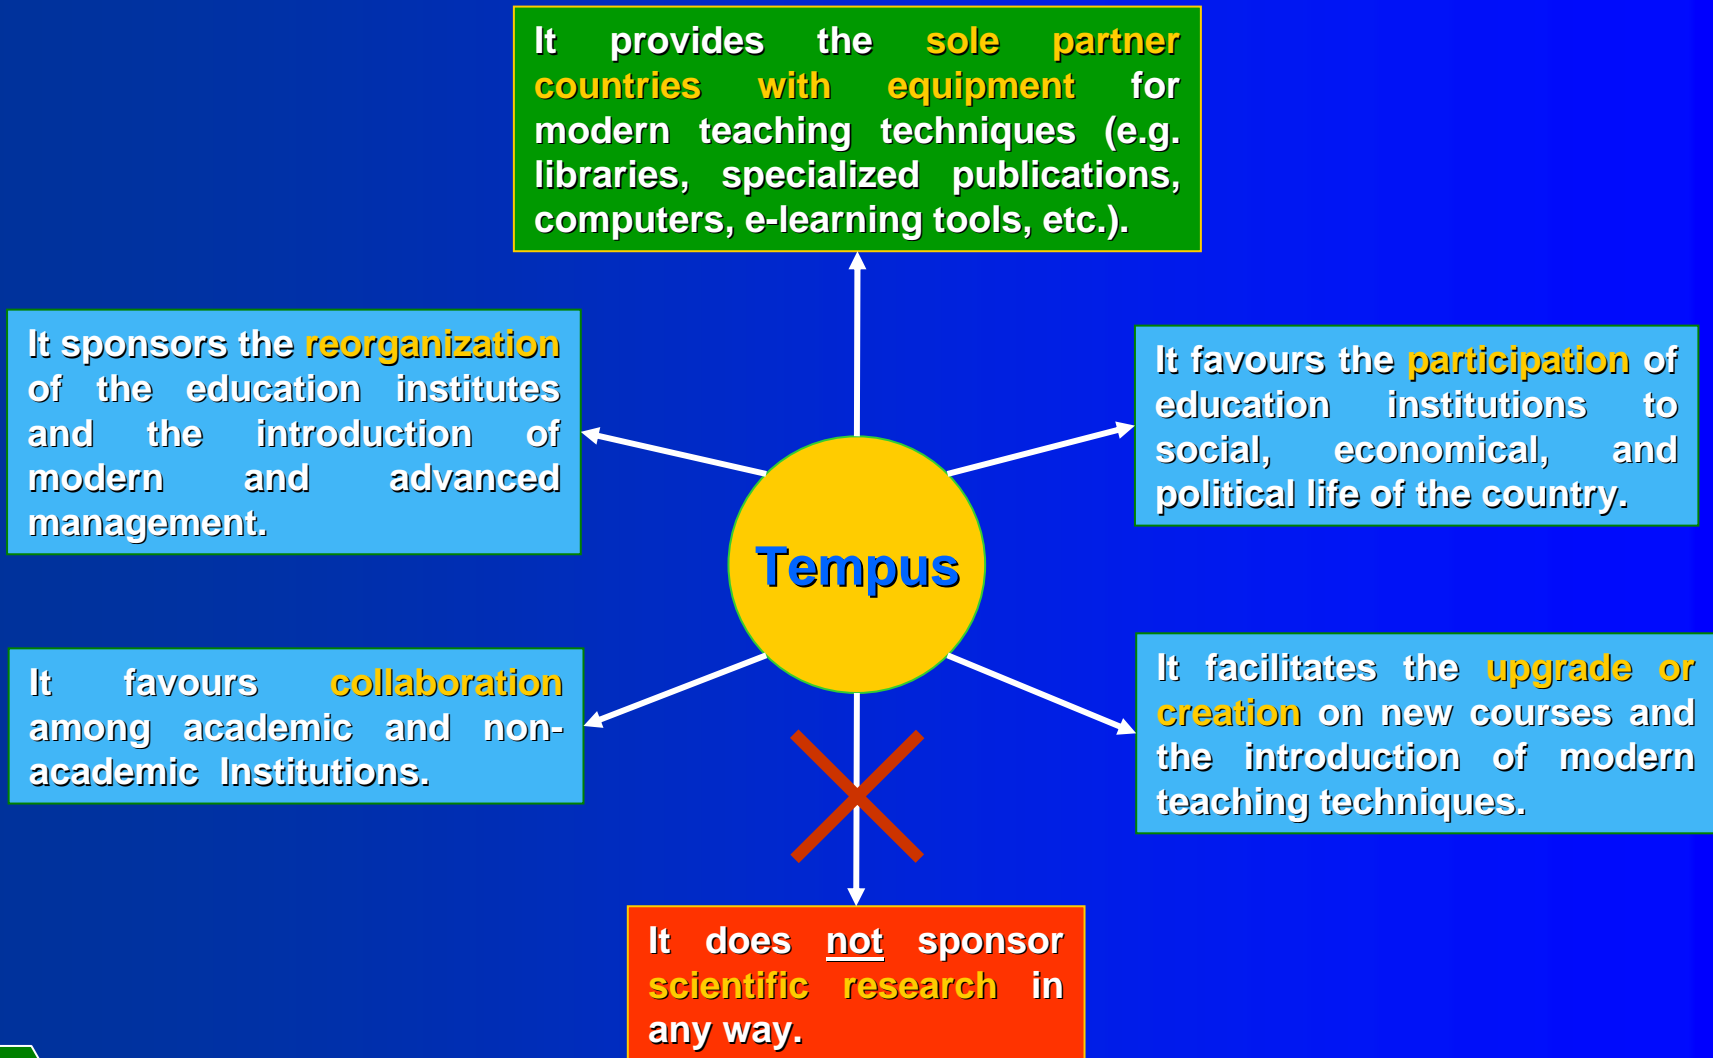 It provides the sole partner
countries with equipment for
modern teaching techniques (e.g.
libraries, specialized publications,
computers, e-learning tools, etc.).
It sponsors the reorganization
of the education institutes
and the introduction of
modern and advanced
management.
It favours the participation of
education institutions to
social, economical, and
political life of the country.
Tempus
It favours collaboration
among academic and non-
academic Institutions.
It facilitates the upgrade or
creation on new courses and
the introduction of modern
teaching techniques.
It does not sponsor
scientific research in
any way.